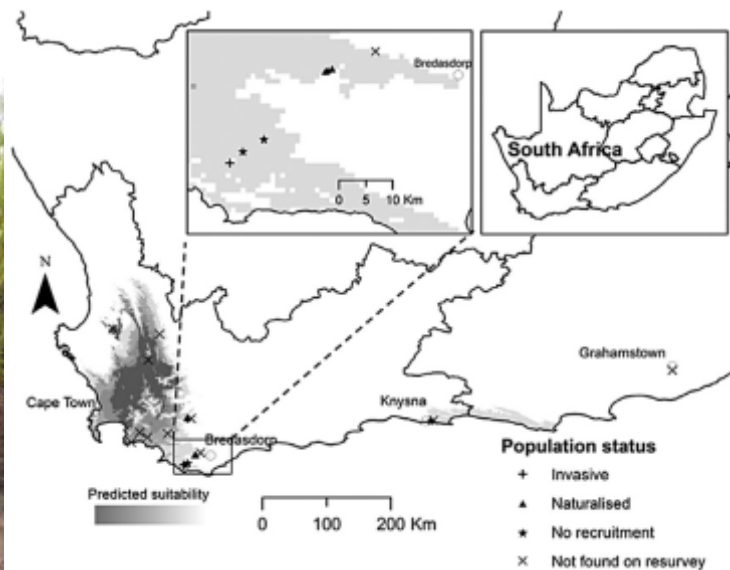 Bredasdorp
0 5 10 Km
South Africa
N
Cape Town
Knysna
Grahamstown
Bredasdorp
Predicted suitability
0 100 200 Km
Population status
Invasive
Naturalised
No recruitment
Not found on resurvey